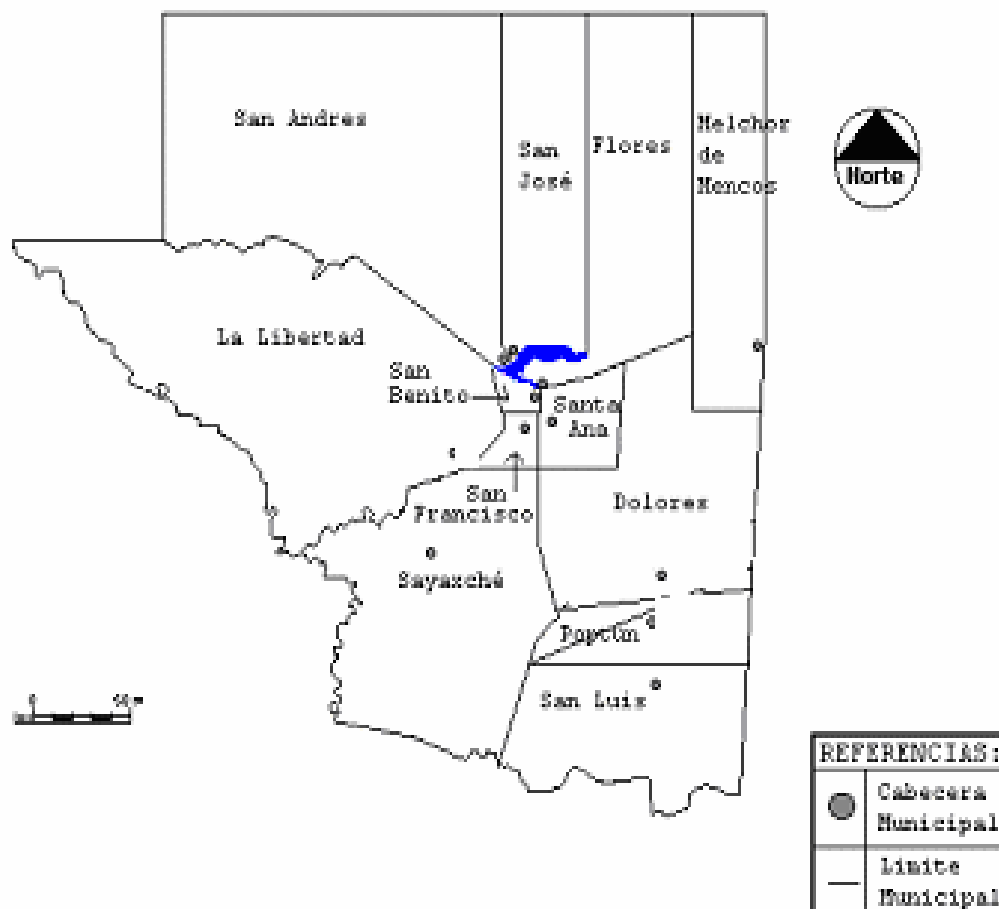 San Andres
San
José
Flores
Melchor
de
Mencos
Norte
La Libertad
San
Benito
Santa
Ana
San
Francisco
Dolores
Sayaxché
Poptún
San Luis
0
REFERENCIAS:
Cabecera
Municipal
Limite
Municipal